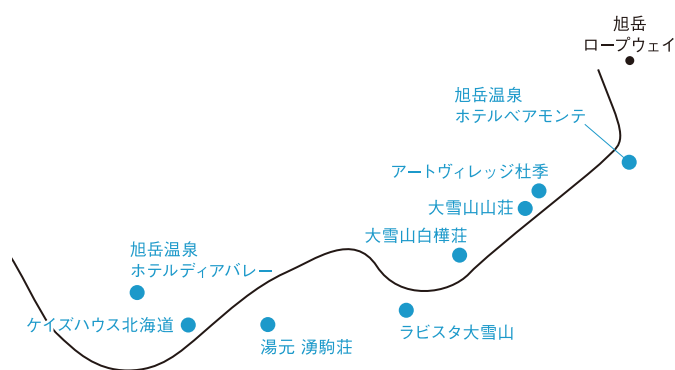 旭岳
ロープウェイ
旭岳温泉
ホテルベアモンテ
アートヴィレッジ杜季
大雪山山荘
大雪山白樺荘
旭岳温泉
ホテルディアバレー
ケイズハウス北海道
湯元 湧駒荘
ラビスタ大雪山